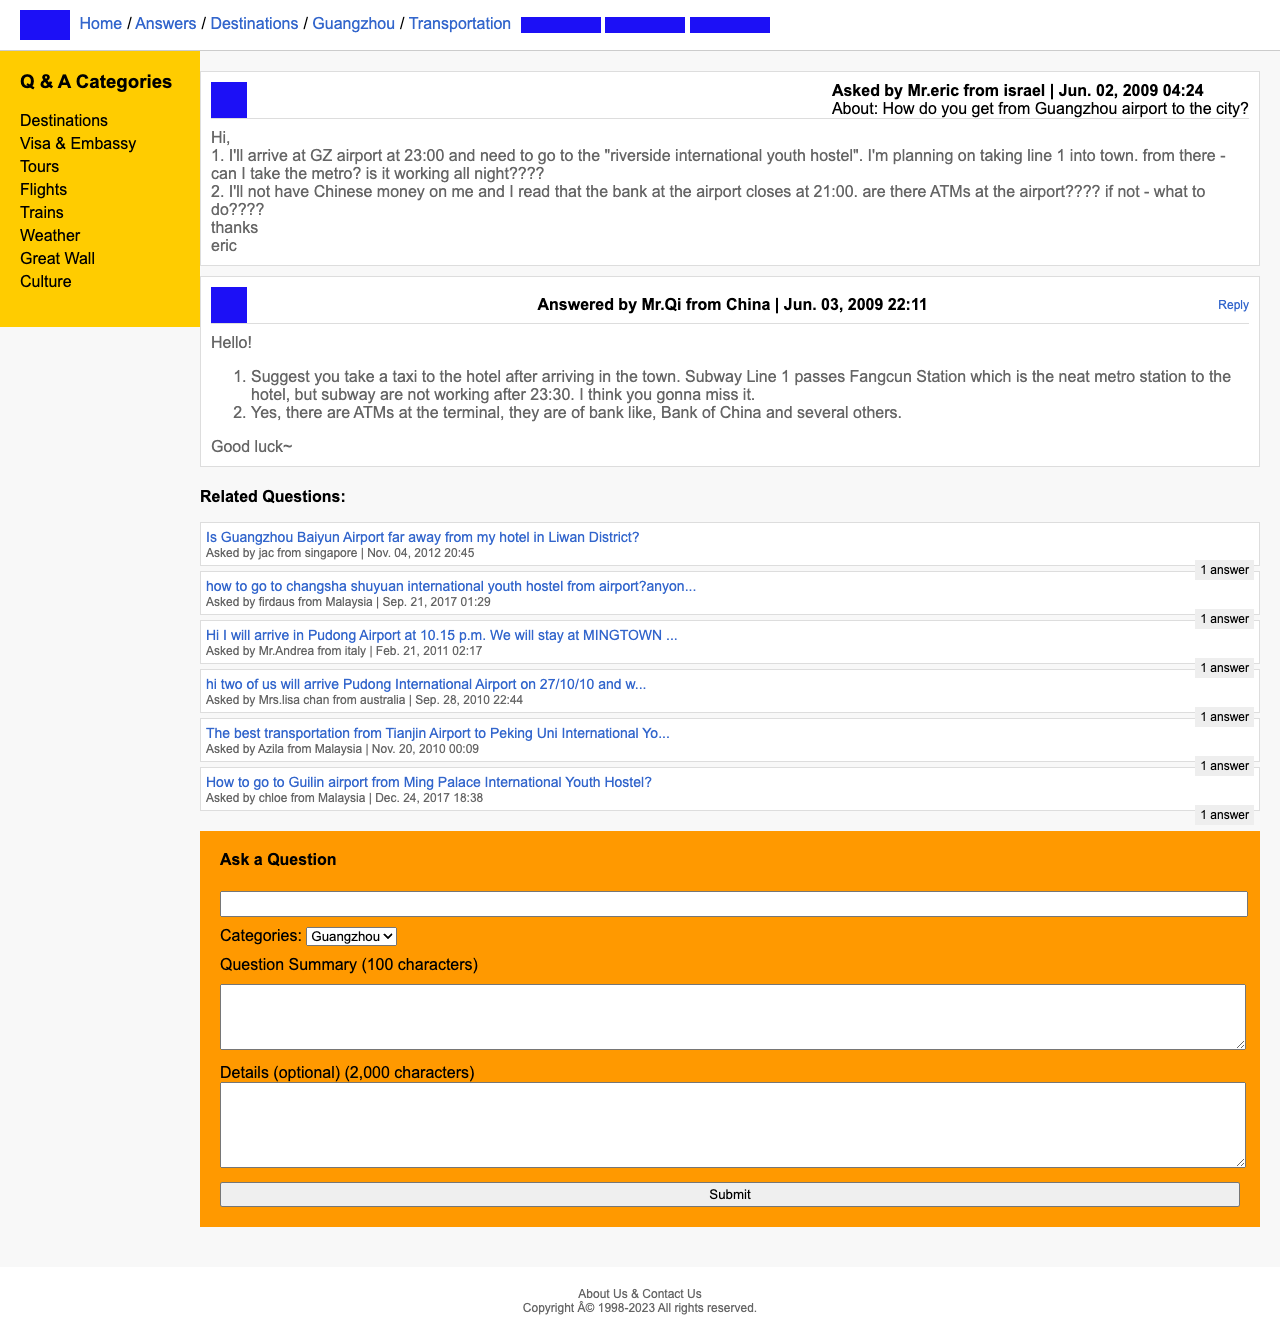 Home / Answers / Destinations / Guangzhou / Transportation
Q & A Categories
Destinations
Visa & Embassy
Tours
Flights
Trains
Weather
Great Wall
Culture
Asked by Mr.eric from israel | Jun. 02, 2009 04:24
About: How do you get from Guangzhou airport to the city?
Hi,
1. I'll arrive at GZ airport at 23:00 and need to go to the "riverside international youth hostel". I'm planning on taking line 1 into town. from there -
can I take the metro? is it working all night????
2. I'll not have Chinese money on me and I read that the bank at the airport closes at 21:00. are there ATMs at the airport???? if not - what to
do????
thanks
eric
Answered by Mr.Qi from China | Jun. 03, 2009 22:11
Reply
Hello!
1. Suggest you take a taxi to the hotel after arriving in the town. Subway Line 1 passes Fangcun Station which is the neat metro station to the
hotel, but subway are not working after 23:30. I think you gonna miss it.
2. Yes, there are ATMs at the terminal, they are of bank like, Bank of China and several others.
Good luck~
Related Questions:
Is Guangzhou Baiyun Airport far away from my hotel in Liwan District?
Asked by jac from singapore | Nov. 04, 2012 20:45
1 answer
how to go to changsha shuyuan international youth hostel from airport?anyon...
Asked by firdaus from Malaysia | Sep. 21, 2017 01:29
1 answer
Hi I will arrive in Pudong Airport at 10.15 p.m. We will stay at MINGTOWN ...
Asked by Mr.Andrea from italy | Feb. 21, 2011 02:17
1 answer
hi two of us will arrive Pudong International Airport on 27/10/10 and w...
Asked by Mrs.lisa chan from australia | Sep. 28, 2010 22:44
1 answer
The best transportation from Tianjin Airport to Peking Uni International Yo...
Asked by Azila from Malaysia | Nov. 20, 2010 00:09
1 answer
How to go to Guilin airport from Ming Palace International Youth Hostel?
Asked by chloe from Malaysia | Dec. 24, 2017 18:38
1 answer
Ask a Question
Categories: Guangzhou
Question Summary (100 characters)
Details (optional) (2,000 characters)
Submit
About Us & Contact Us
Copyright Â© 1998-2023 All rights reserved.